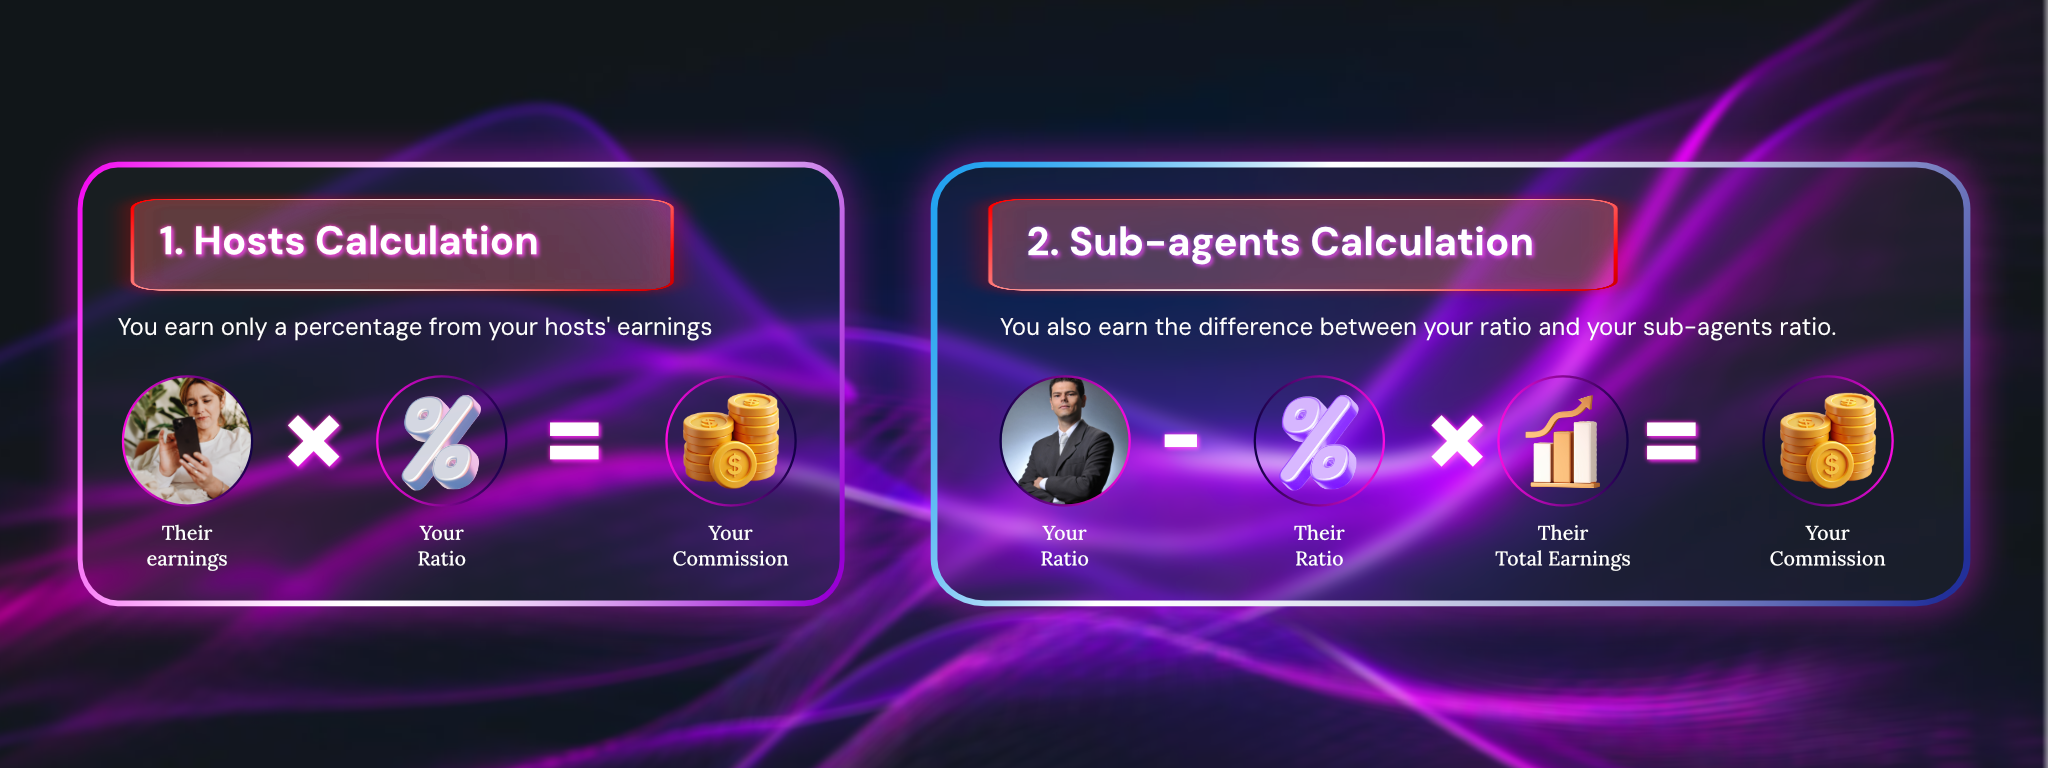 1. Hosts Calculation
You earn only a percentage from your hosts' earnings
Their
earnings
Your
Ratio
Your
Commission
2. Sub-agents Calculation
You also earn the difference between your ratio and your sub-agents ratio.
Your
Ratio
Their
Ratio
Their
Total Earnings
Your
Commission